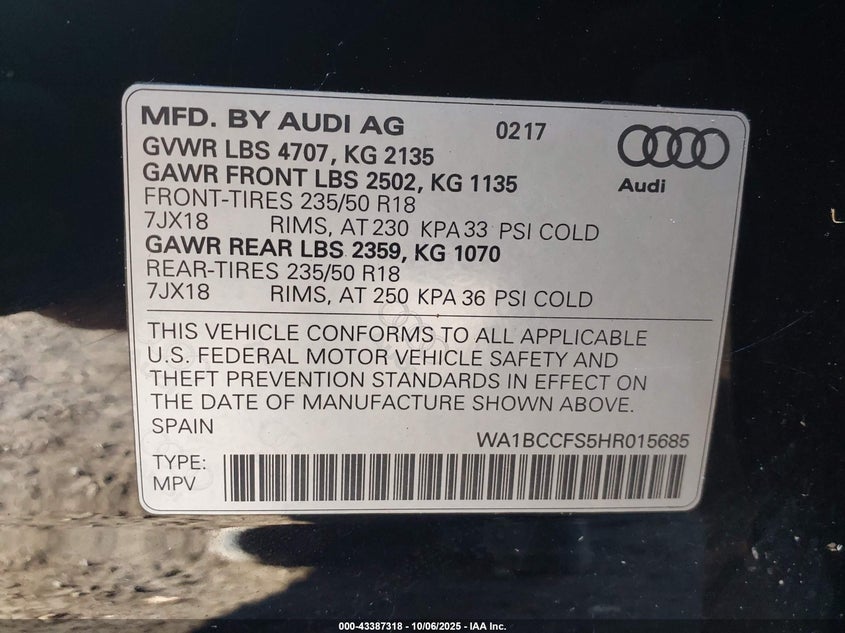 MFD. BY AUDI AG 0217
GVWR LBS 4707, KG 2135
GAWR FRONT LBS 2502, KG 1135
Audi
FRONT-TIRES 235/50 R18
7JX18 RIMS, AT 230 KPA 33 PSI COLD
GAWR REAR LBS 2359, KG 1070
REAR-TIRES 235/50 R18
7JX18 RIMS, AT 250 KPA 36 PSI COLD
THIS VEHICLE CONFORMS TO ALL APPLICABLE
U.S. FEDERAL MOTOR VEHICLE SAFETY AND
THEFT PREVENTION STANDARDS IN EFFECT ON
THE DATE OF MANUFACTURE SHOWN ABOVE.
SPAIN
WA1BCCFS5HR015685
TYPE:
MPV
000-43387318 - 10/06/2025 - IAA Inc.